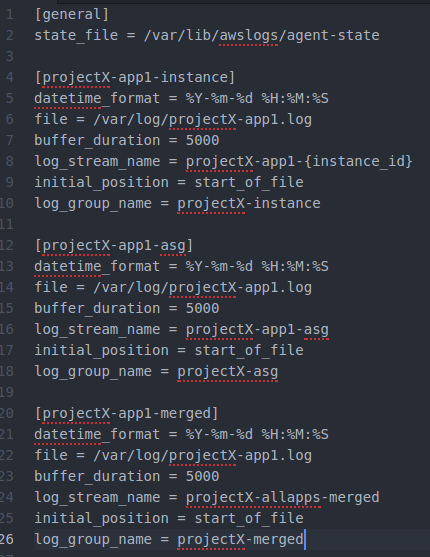 1 [general]
2 state_file = /var/lib/awslogs/agent-state
3
4 [projectX-app1-instance]
5 datetime_format = %Y-%m-%d %H:%M:%S
6 file = /var/log/projectX-app1.log
7 buffer_duration = 5000
8 log_stream_name = projectX-app1-{instance_id}
9 initial_position = start_of_file
10 log_group_name = projectX-instance
11
12 [projectX-app1-asg]
13 datetime_format = %Y-%m-%d %H:%M:%S
14 file = /var/log/projectX-app1.log
15 buffer_duration = 5000
16 log_stream_name = projectX-app1-asg
17 initial_position = start_of_file
18 log_group_name = projectX-asg
19
20 [projectX-app1-merged]
21 datetime_format = %Y-%m-%d %H:%M:%S
22 file = /var/log/projectX-app1.log
23 buffer_duration = 5000
24 log_stream_name = projectX-allapps-merged
25 initial_position = start_of_file
26 log_group_name = projectX-merged